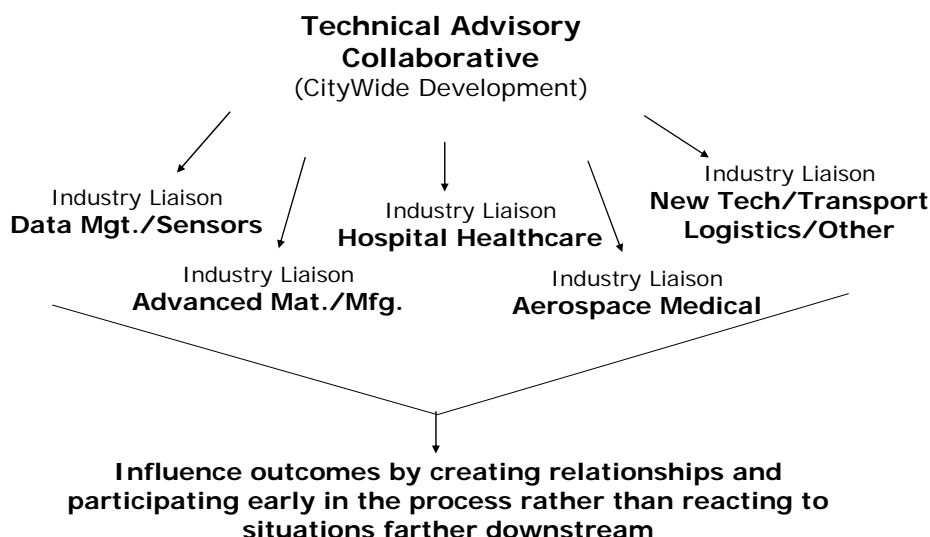 Technical Advisory
Collaborative
(CityWide Development)
Industry Liaison
Data Mgt./Sensors
Industry Liaison
Advanced Mat./Mfg.
Industry Liaison
Hospital Healthcare
Industry Liaison
Aerospace Medical
Industry Liaison
New Tech/Transport
Logistics/Other
Influence outcomes by creating relationships and
participating early in the process rather than reacting to
situations farther downstream